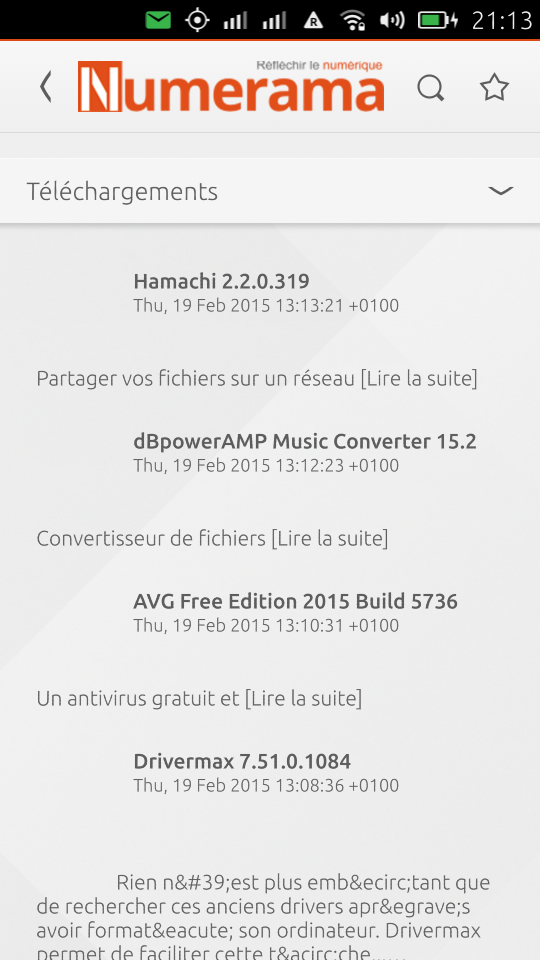 21:13
Réfléchir le numérique
Numerama
Téléchargements
Hamachi 2.2.0.319
Thu, 19 Feb 2015 13:13:21 +0100
Partager vos fichiers sur un réseau [Lire la suite]
dBpowerAMP Music Converter 15.2
Thu, 19 Feb 2015 13:12:23 +0100
Convertisseur de fichiers [Lire la suite]
AVG Free Edition 2015 Build 5736
Thu, 19 Feb 2015 13:10:31 +0100
Un antivirus gratuit et [Lire la suite]
Drivermax 7.51.0.1084
Thu, 19 Feb 2015 13:08:36 +0100
Rien n&#39;est plus emb&ecirc;tant que
de rechercher ces anciens drivers apr&egrave;s
avoir format&eacute; son ordinateur. Drivermax
permet de faciliter cette t&acirc;che......